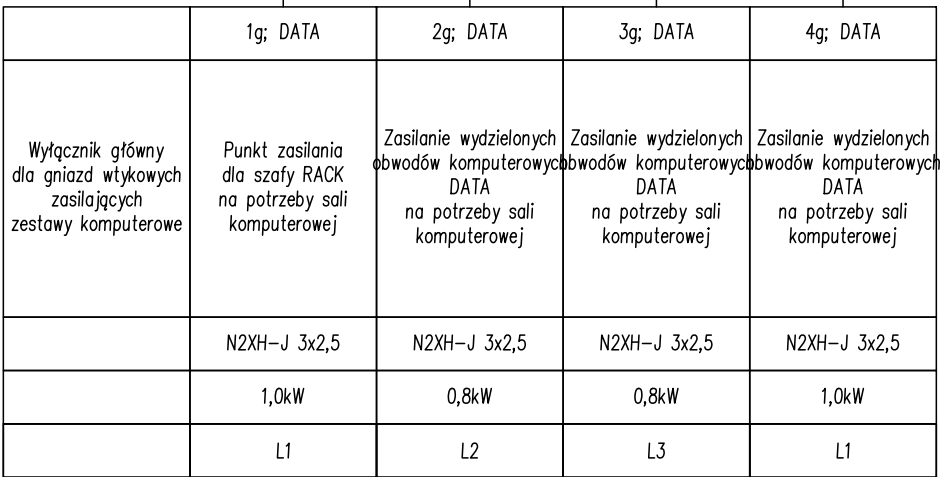 1g; DATA
2g; DATA
3g; DATA
4g; DATA
Wyłącznik główny
dla gniazd wtykowych
zasilających
zestawy komputerowe
Punkt zasilania
dla szafy RACK
na potrzeby sali
komputerowej
Zasilanie wydzielonych
obwodów komputerowych
DATA
na potrzeby sali
komputerowej
Zasilanie wydzielonych
obwodów komputerowych
DATA
na potrzeby sali
komputerowej
Zasilanie wydzielonych
obwodów komputerowych
DATA
na potrzeby sali
komputerowej
N2XH-J 3x2,5
N2XH-J 3x2,5
N2XH-J 3x2,5
N2XH-J 3x2,5
1,0kW
0,8kW
0,8kW
1,0kW
L1
L2
L3
L1